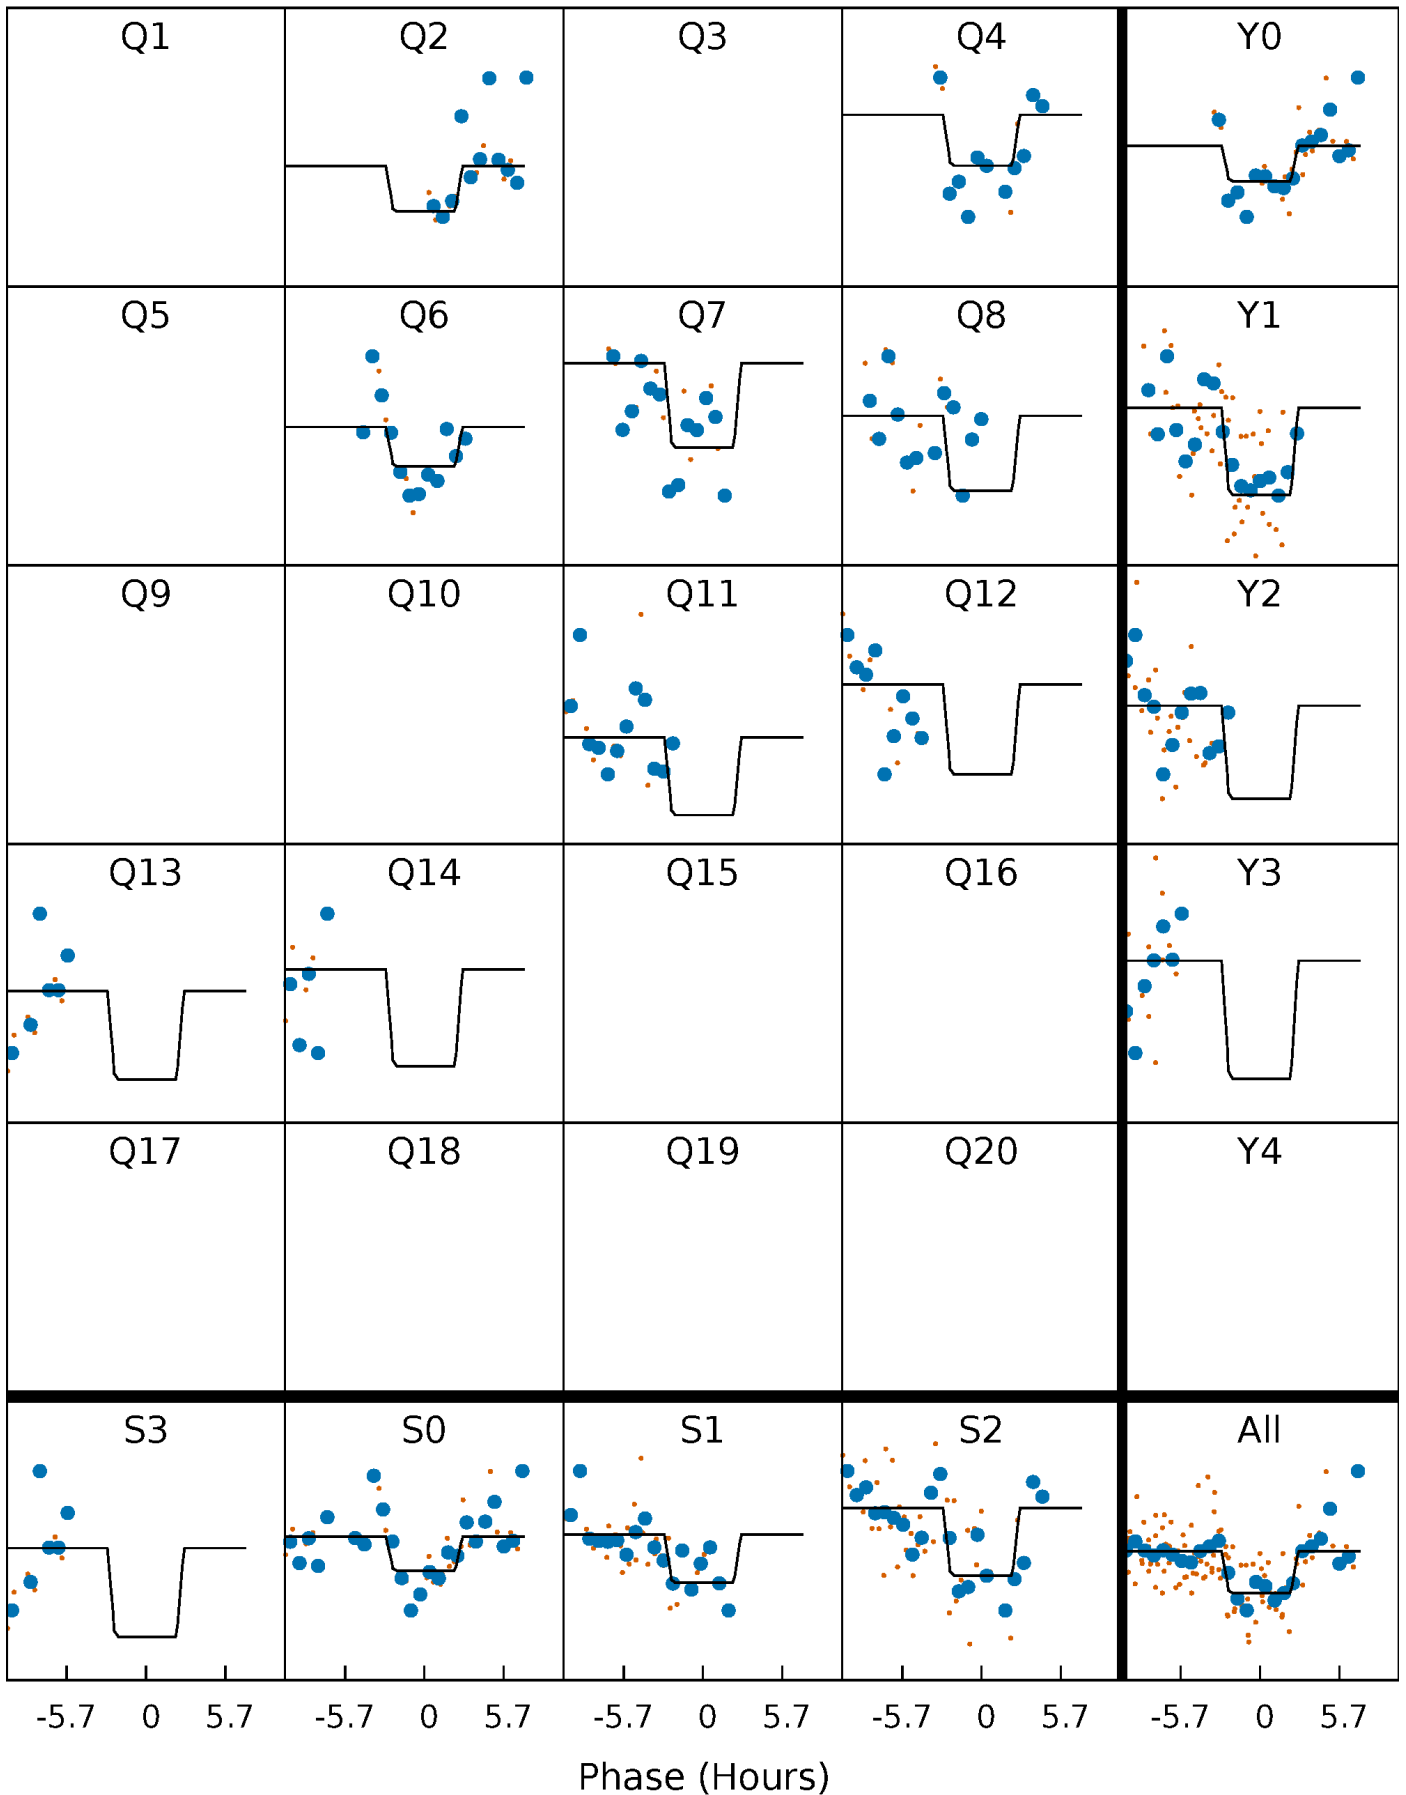 Q1 Q2 Q3 Q4 Y0
Q5 Q6 Q7 Q8 Y1
Q9 Q10 Q11 Q12 Y2
Q13 Q14 Q15 Q16 Y3
Q17 Q18 Q19 Q20 Y4
S3 S0 S1 S2 All
-5.7 0 5.7 -5.7 0 5.7 -5.7 0 5.7 -5.7 0 5.7 -5.7 0 5.7
Phase (Hours)